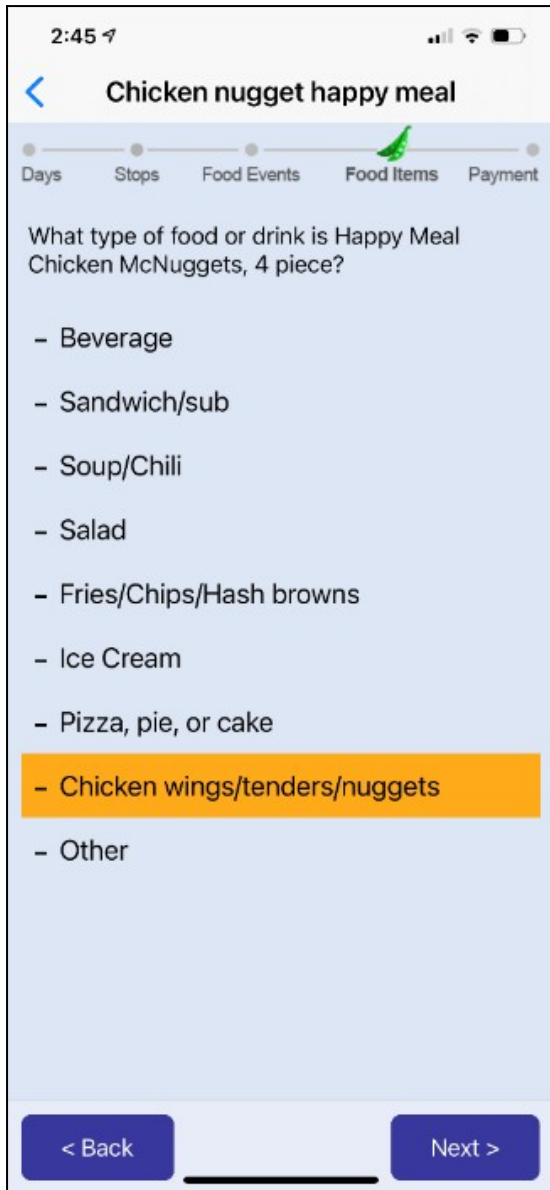 2:45
Chicken nugget happy meal
Days Stops Food Events Food Items Payment
What type of food or drink is Happy Meal
Chicken McNuggets, 4 piece?
- Beverage
- Sandwich/sub
- Soup/Chili
- Salad
- Fries/Chips/Hash browns
- Ice Cream
- Pizza, pie, or cake
- Chicken wings/tenders/nuggets
- Other
< Back Next >